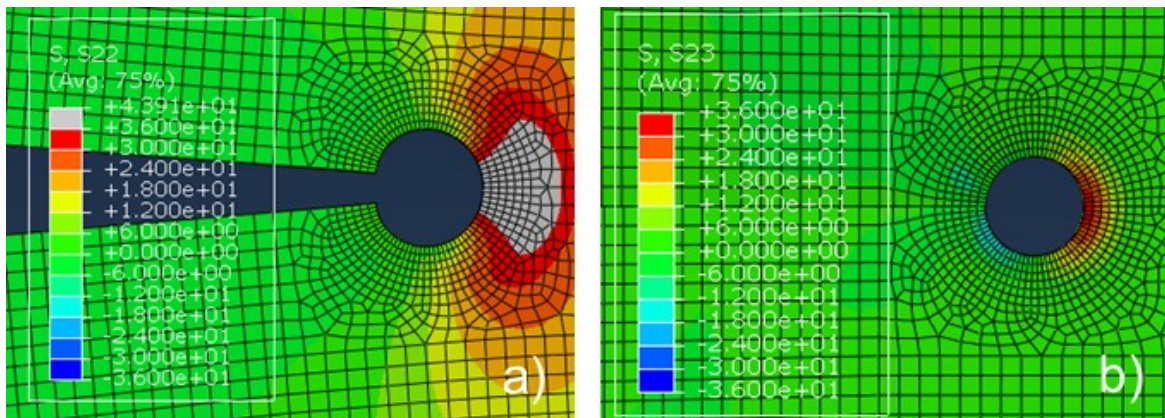 S, S22
(Avg: 75%)
+4.391e+01
+3.600e+01
+3.000e+01
+2.400e+01
+1.800e+01
+1.200e+01
+6.000e+00
+0.000e+00
-6.000e+00
-1.200e+01
-1.800e+01
-2.400e+01
-3.000e+01
-3.600e+01
a)
S, S23
(Avg: 75%)
+3.600e+01
+3.000e+01
+2.400e+01
+1.800e+01
+1.200e+01
+6.000e+00
+0.000e+00
-6.000e+00
-1.200e+01
-1.800e+01
-2.400e+01
-3.000e+01
-3.600e+01
b)